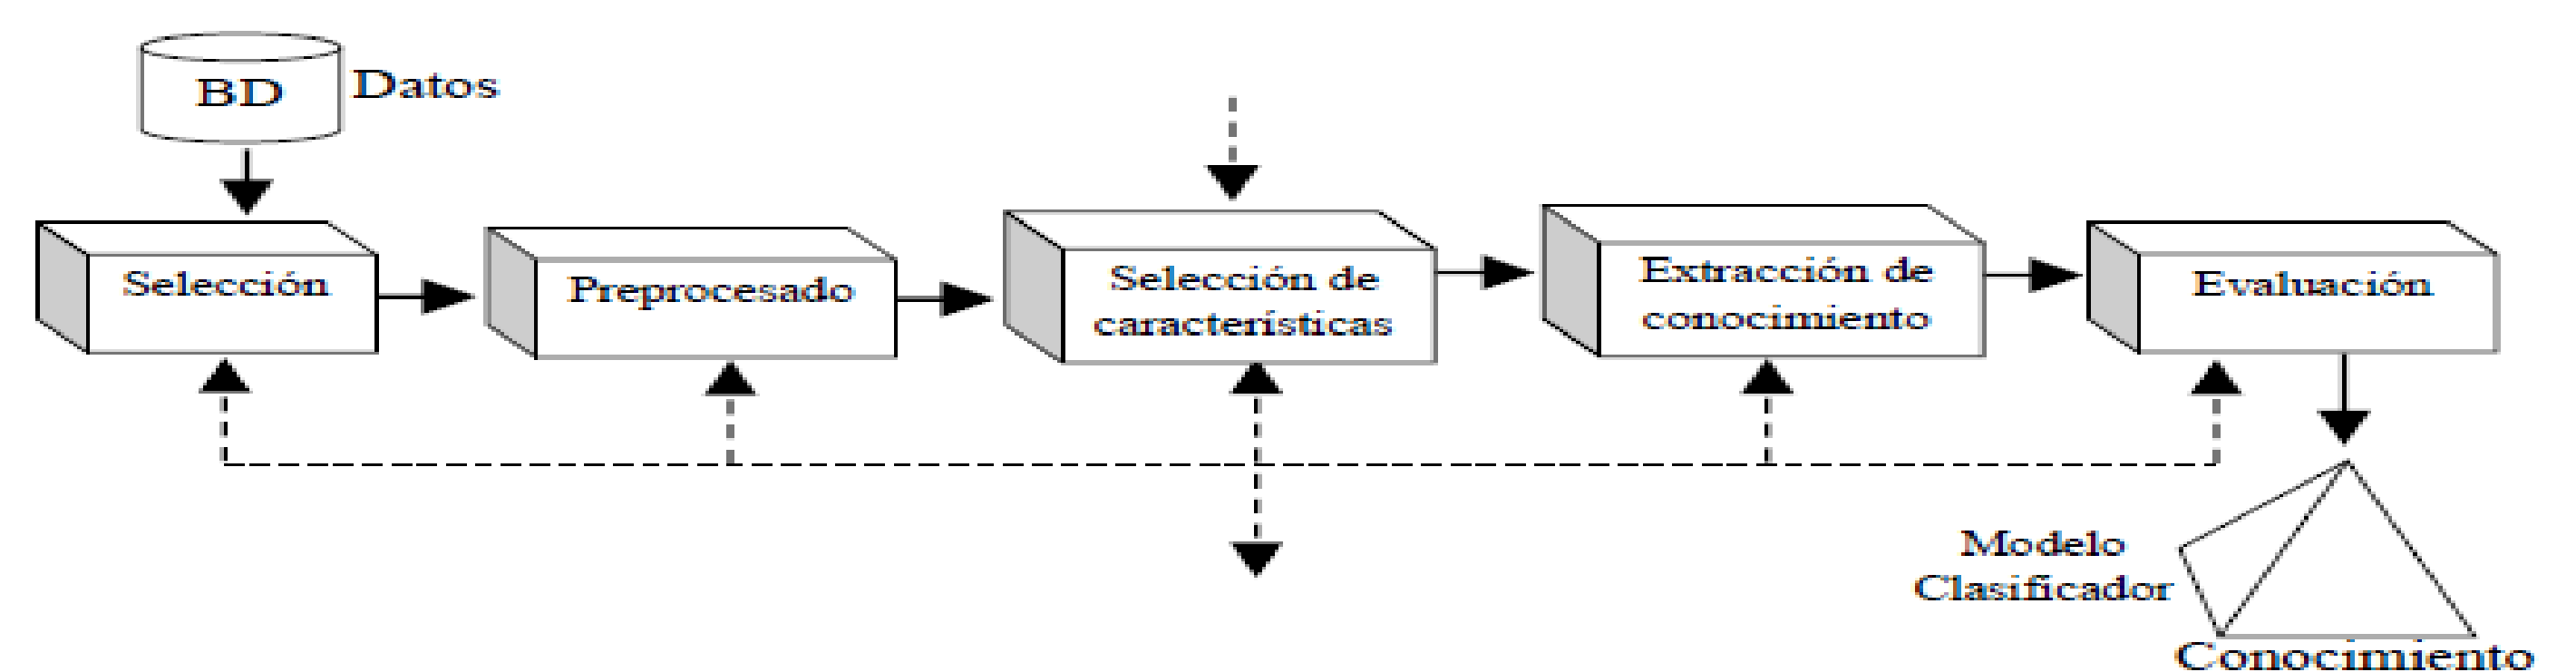 BD
Datos
Selección
Preprocesado
Selección de
características
Extracción de
conocimiento
Evaluación
Modelo
Clasificador
Conocimiento